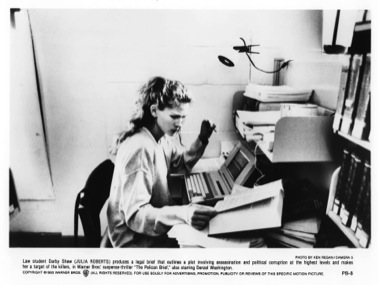 PHOTO BY KEN REGAN/CAMERA 5
Law student Darby Shaw (JULIA ROBERTS) produces a legal brief that outlines a plot involving assassination and political corruption at the highest levels and makes
her a target of the killers, in Warner Bros' suspense-thriller "The Pelican Brief," also starring Denzel Washington.
COPYRIGHT © 1993 WARNER BROS. ALL RIGHTS RESERVED. FOR USE SOLELY FOR ADVERTISING, PROMOTION, PUBLICITY OR REVIEWS OF THIS SPECIFIC MOTION PICTURE.
PB-8